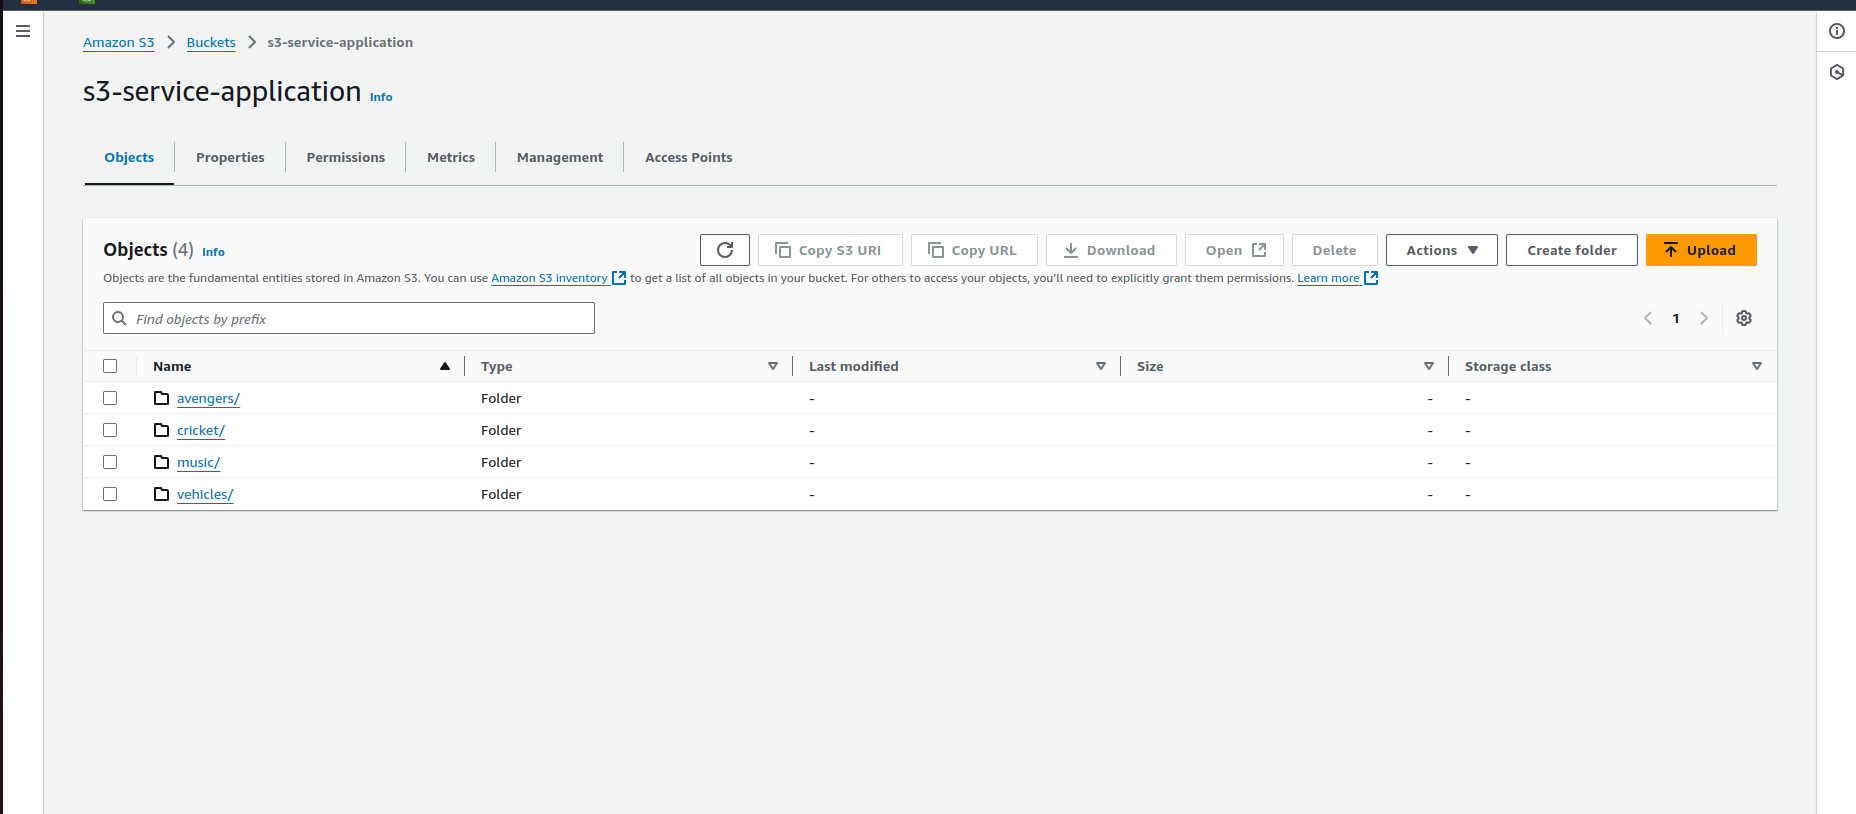 Amazon S3 > Buckets > s3-service-application
s3-service-application Info
Objects Properties Permissions Metrics Management Access Points
Objects (4) Info
Copy S3 URI Copy URL Download Open Delete Actions Create folder Upload
Objects are the fundamental entities stored in Amazon S3. You can use Amazon S3 inventory to get a list of all objects in your bucket. For others to access your objects, you'll need to explicitly grant them permissions. Learn more
Find objects by prefix
1
Name Type Last modified Size Storage class
avengers/ Folder - - -
cricket/ Folder - - -
music/ Folder - - -
vehicles/ Folder - - -